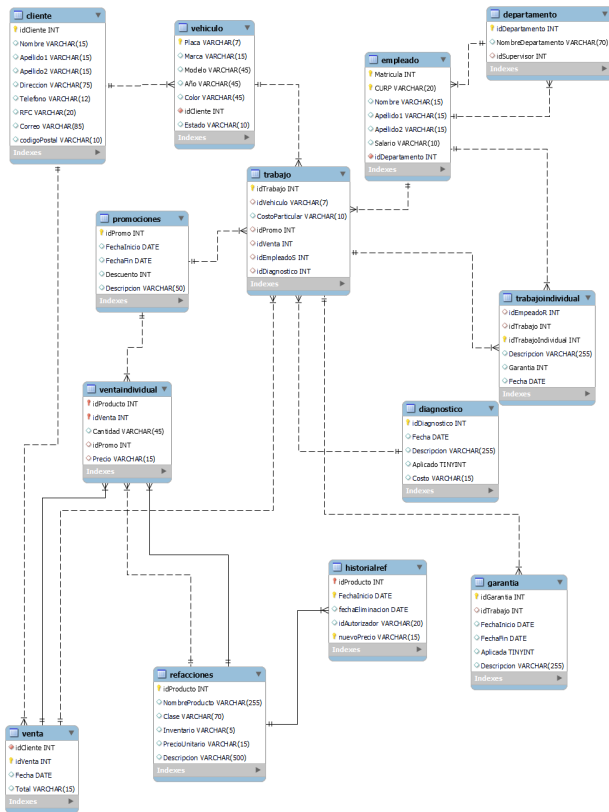 cliente
idCliente INT
Nombre VARCHAR(15)
Apellido1 VARCHAR(15)
Apellido2 VARCHAR(15)
Direccion VARCHAR(75)
Telefono VARCHAR(12)
RFC VARCHAR(20)
Correo VARCHAR(85)
codigoPostal VARCHAR(10)
Indexes
vehiculo
Placa VARCHAR(7)
Marca VARCHAR(15)
Modelo VARCHAR(45)
Año VARCHAR(45)
Color VARCHAR(45)
idCliente INT
Estado VARCHAR(10)
Indexes
empleado
Matricula INT
CURP VARCHAR(20)
Nombre VARCHAR(15)
Apellido1 VARCHAR(15)
Apellido2 VARCHAR(15)
Salario VARCHAR(10)
idDepartamento INT
Indexes
departamento
idDepartamento INT
NombreDepartamento VARCHAR(70)
idSupervisor INT
Indexes
trabajo
idTrabajo INT
idVehiculo VARCHAR(7)
CostoParticular VARCHAR(10)
idPromo INT
idVenta INT
idEmpleadoS INT
idDiagnostico INT
Indexes
promociones
idPromo INT
FechaInicio DATE
FechaFin DATE
Descuento INT
Descripcion VARCHAR(50)
Indexes
trabajoindividual
idEmpeadoR INT
idTrabajo INT
idTrabajoIndividual INT
Descripcion VARCHAR(255)
Garantia INT
Fecha DATE
Indexes
ventaindividual
idProducto INT
idVenta INT
Cantidad VARCHAR(45)
idPromo INT
Precio VARCHAR(15)
Indexes
diagnostico
idDiagnostico INT
Fecha DATE
Descripcion VARCHAR(255)
Aplicado TINYINT
Costo VARCHAR(15)
Indexes
historialref
idProducto INT
FechaInicio DATE
fechaEliminacion DATE
idAutorizador VARCHAR(20)
nuevoPrecio VARCHAR(15)
Indexes
garantia
idGarantia INT
idTrabajo INT
FechaInicio DATE
FechaFin DATE
Aplicada TINYINT
Descripcion VARCHAR(255)
Indexes
refacciones
idProducto INT
NombreProducto VARCHAR(255)
Clase VARCHAR(70)
Inventario VARCHAR(5)
PrecioUnitario VARCHAR(15)
Descripcion VARCHAR(500)
Indexes
venta
idCliente INT
idVenta INT
Fecha DATE
Total VARCHAR(15)
Indexes